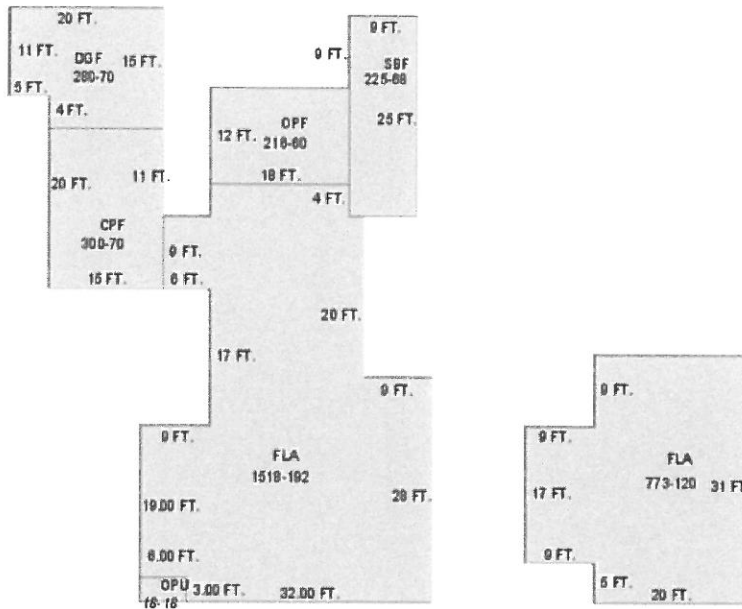 20 FT.
11 FT.
DGF
280-70
15 FT.
5 FT.
4 FT.
20 FT.
11 FT.
CPF
300-70
15 FT.
9 FT.
9 FT.
SBF
225-68
25 FT.
12 FT.
OPF
216-60
18 FT.
4 FT.
9 FT.
6 FT.
20 FT.
17 FT.
9 FT.
9 FT.
FLA
1518-192
28 FT.
19.00 FT.
6.00 FT.
OPU
18-18
3.00 FT.
32.00 FT.
9 FT.
9 FT.
FLA
773-120
31 FT
17 FT.
9 FT.
5 FT.
20 FT.